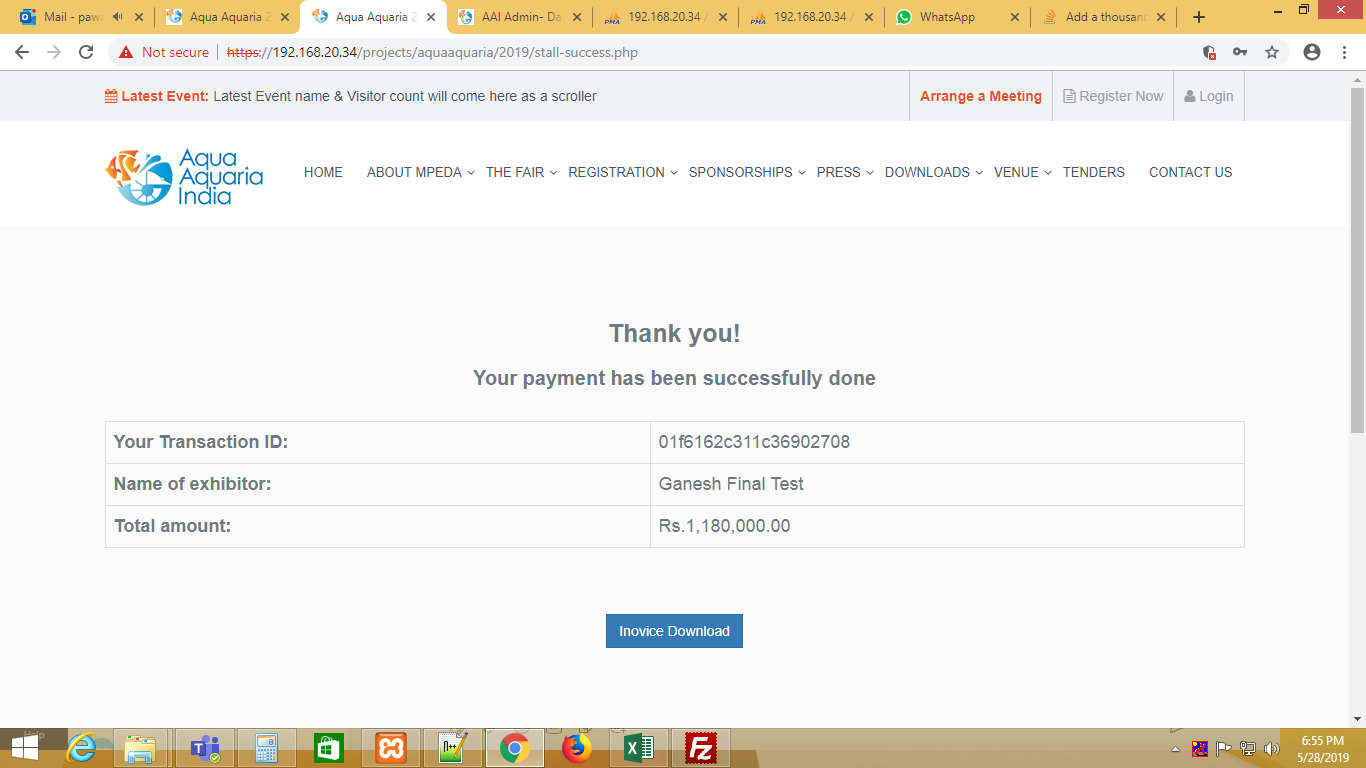 Mail - pawa
Aqua Aquaria 2
Aqua Aquaria 2
AAI Admin- Da
192.168.20.34 /
192.168.20.34 /
WhatsApp
Add a thousand
Not secure | https://192.168.20.34/projects/aquaaquaria/2019/stall-success.php
Latest Event: Latest Event name & Visitor count will come here as a scroller
Arrange a Meeting
Register Now
Login
Aqua
Aquaria
India
HOME ABOUT MPEDA THE FAIR REGISTRATION SPONSORSHIPS PRESS DOWNLOADS VENUE TENDERS CONTACT US
Thank you!
Your payment has been successfully done
Your Transaction ID: 01f6162c311c36902708
Name of exhibitor: Ganesh Final Test
Total amount: Rs.1,180,000.00
Inovice Download
6:55 PM
5/28/2019